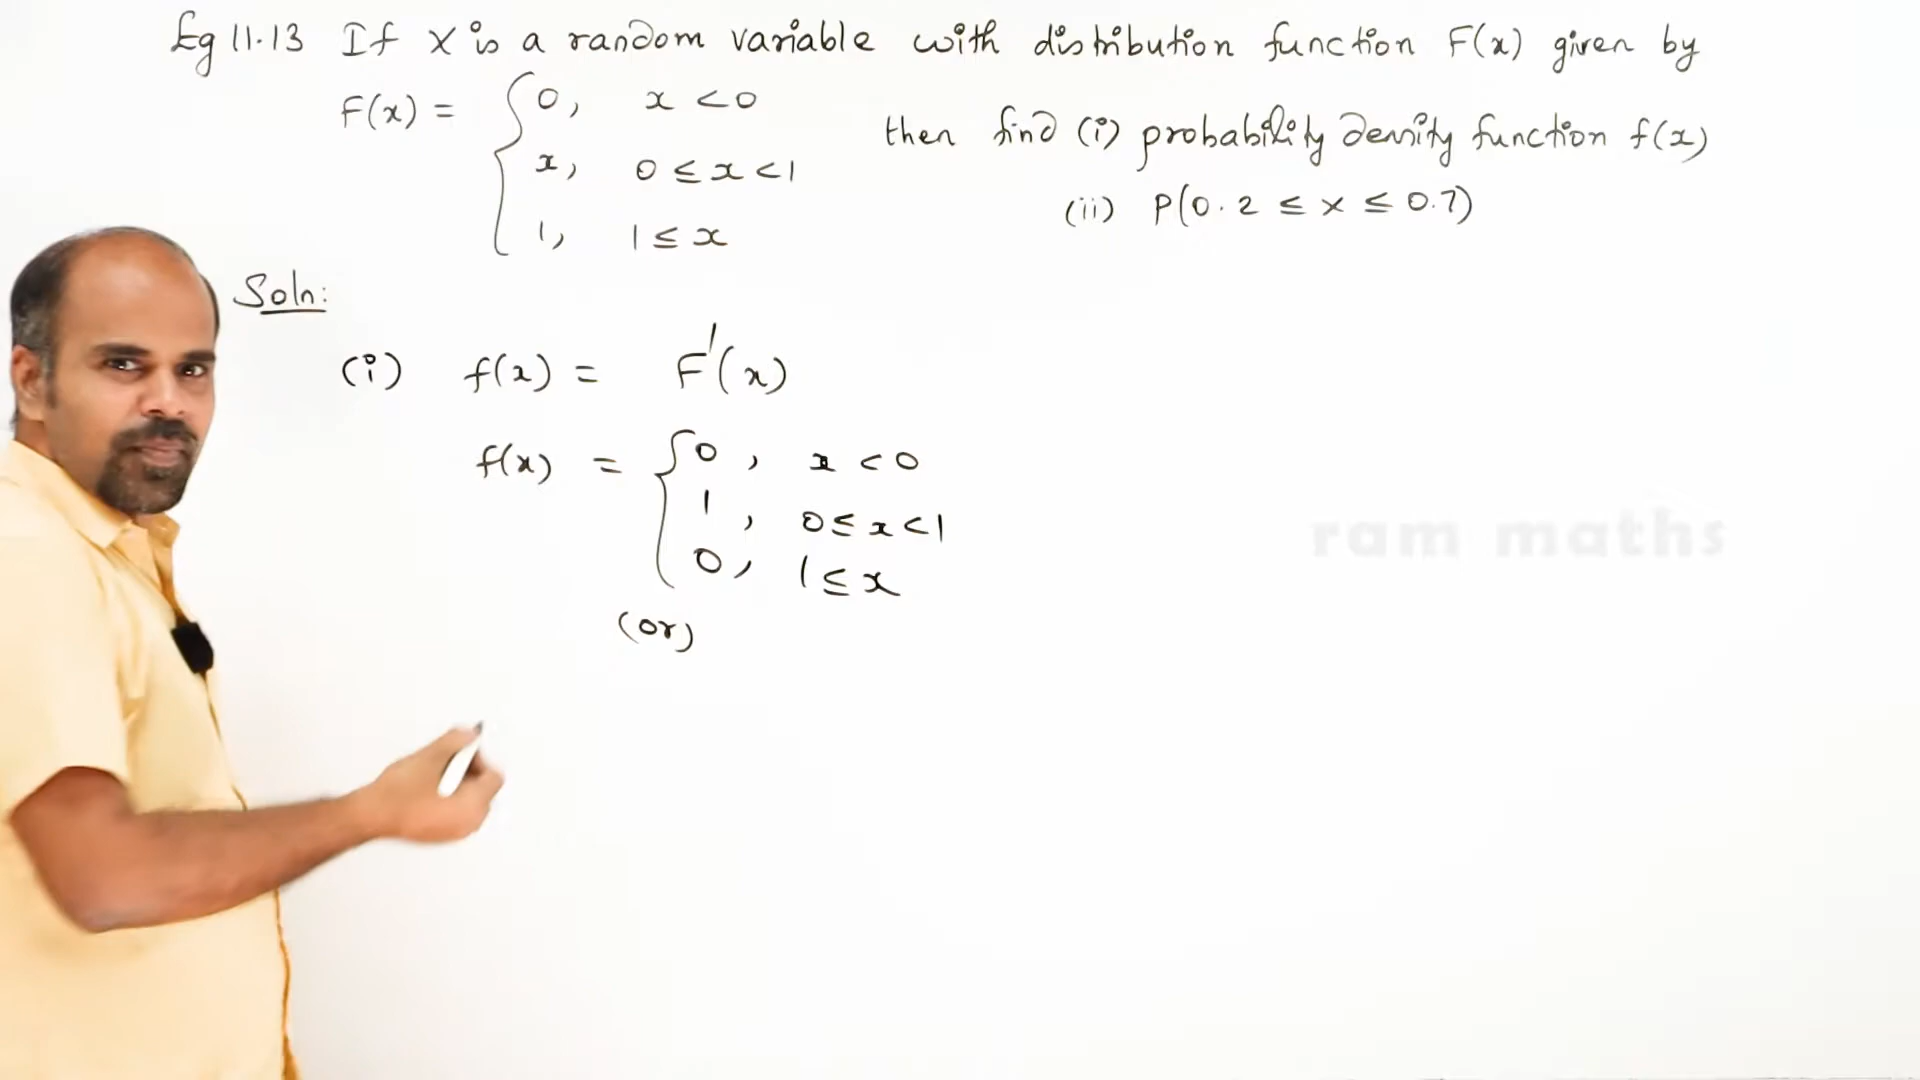 Eg 11.13 If X is a random variable with distribution function F(x) given by
F(x) = { 0, x < 0
x, 0 ≤ x < 1
1, 1 ≤ x
then find (i) probability density function f(x)
(ii) P(0.2 ≤ x ≤ 0.7)
Soln:
(i) f(x) = F'(x)
f(x) = { 0, x < 0
1, 0 ≤ x < 1
0, 1 ≤ x
(or)
ram maths